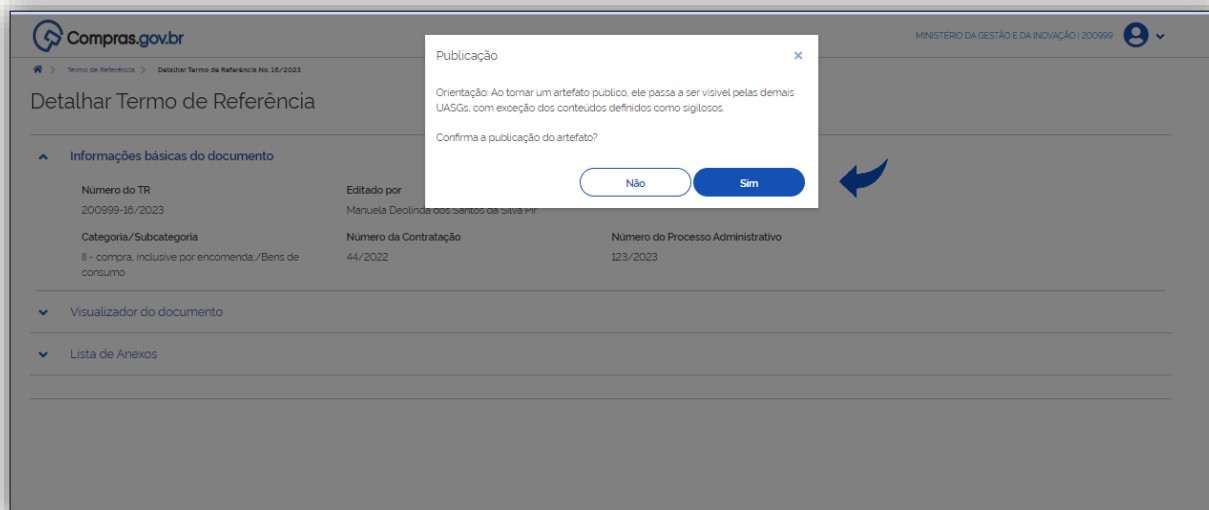 Compras.gov.br
MINISTERIO DA GESTÃO E DA INOVAÇÃO | 200999
Termo de Referência > Detalhar Termo de Referência No. 16/2023
Detalhar Termo de Referência
Publicação ×
Orientação: Ao tornar um artefato público, ele passa a ser visível pelas demais
UASGs, com exceção dos conteúdos definidos como sigilosos.
Confirma a publicação do artefato?
Não Sim
Informações básicas do documento
Número do TR Editado por
200999-16/2023 Manuela Deolinda dos Santos da Silva Pir
Categoria/Subcategoria Número da Contratação Número do Processo Administrativo
II - compra, inclusive por encomenda;/Bens de 44/2022 123/2023
consumo
Visualizador do documento
Lista de Anexos